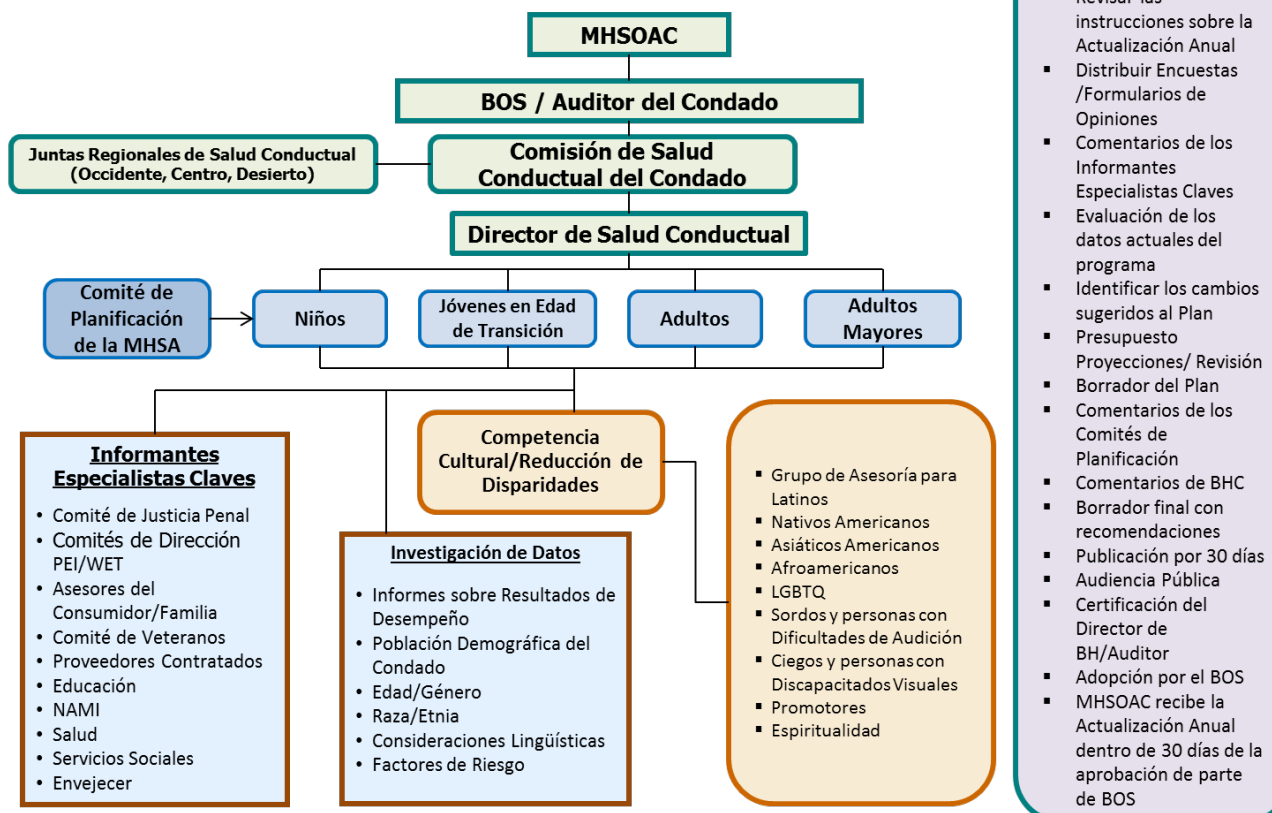 MHSOAC
BOS / Auditor del Condado
Juntas Regionales de Salud Conductual
(Occidente, Centro, Desierto)
Comisión de Salud
Conductual del Condado
Director de Salud Conductual
Comité de
Planificación
de la MHSA
Niños
Jóvenes en Edad
de Transición
Adultos
Adultos
Mayores
Informantes
Especialistas Claves
• Comité de Justicia Penal
• Comités de Dirección
PEI/WET
• Asesores del
Consumidor/Familia
• Comité de Veteranos
• Proveedores Contratados
• Educación
• NAMI
• Salud
• Servicios Sociales
• Envejecer
Investigación de Datos
• Informes sobre Resultados de
Desempeño
• Población Demográfica del
Condado
• Edad/Género
• Raza/Etnia
• Consideraciones Lingüísticas
• Factores de Riesgo
Competencia
Cultural/Reducción de
Disparidades
▪ Grupo de Asesoría para
Latinos
▪ Nativos Americanos
▪ Asiáticos Americanos
▪ Afroamericanos
▪ LGBTQ
▪ Sordos y personas con
Dificultades de Audición
▪ Ciegos y personas con
Discapacitados Visuales
▪ Promotores
▪ Espiritualidad
Revisar las
instrucciones sobre la
Actualización Anual
▪ Distribuir Encuestas
/Formularios de
Opiniones
▪ Comentarios de los
Informantes
Especialistas Claves
▪ Evaluación de los
datos actuales del
programa
▪ Identificar los cambios
sugeridos al Plan
▪ Presupuesto
Proyecciones/ Revisión
▪ Borrador del Plan
▪ Comentarios de los
Comités de
Planificación
▪ Comentarios de BHC
▪ Borrador final con
recomendaciones
▪ Publicación por 30 días
▪ Audiencia Pública
▪ Certificación del
Director de
BH/Auditor
▪ Adopción por el BOS
▪ MHSOAC recibe la
Actualización Anual
dentro de 30 días de la
aprobación de parte
de BOS